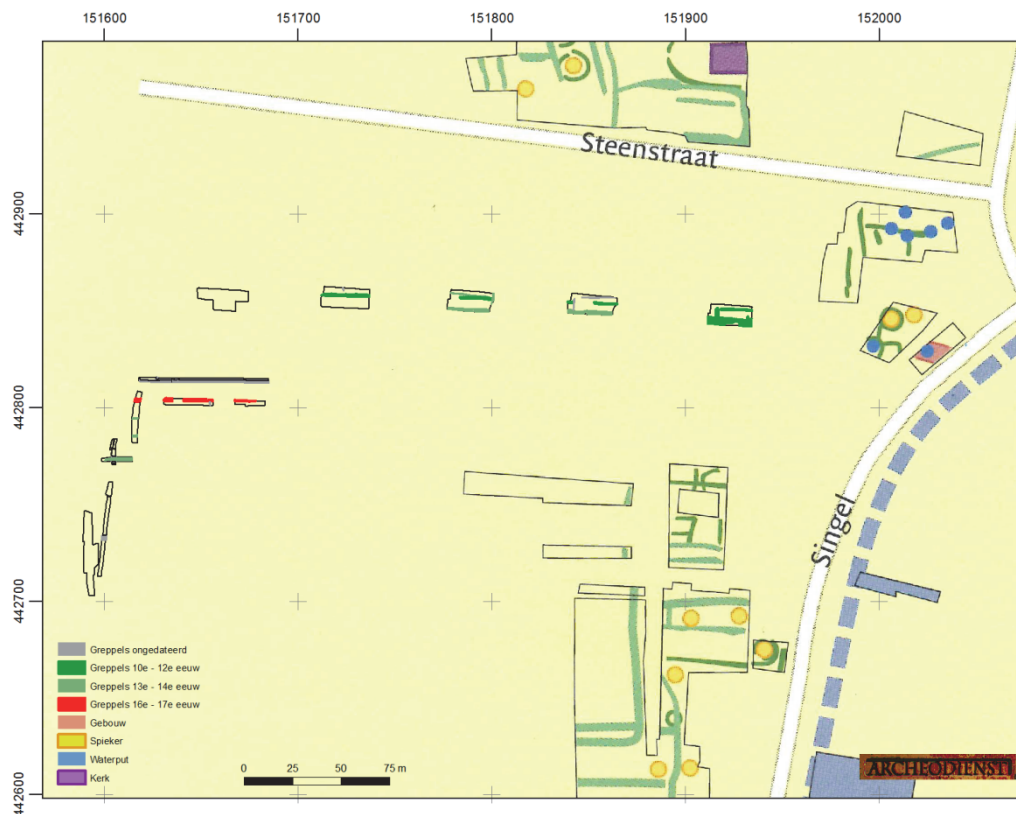 151600 151700 151800 151900 152000
442900
442800
442700
442600
Steenstraat
Singel
Greppels ongedateerd
Greppels 10e - 12e eeuw
Greppels 13e - 14e eeuw
Greppels 16e - 17e eeuw
Gebouw
Spieker
Waterput
Kerk
0 25 50 75 m
ARCHEODIENST